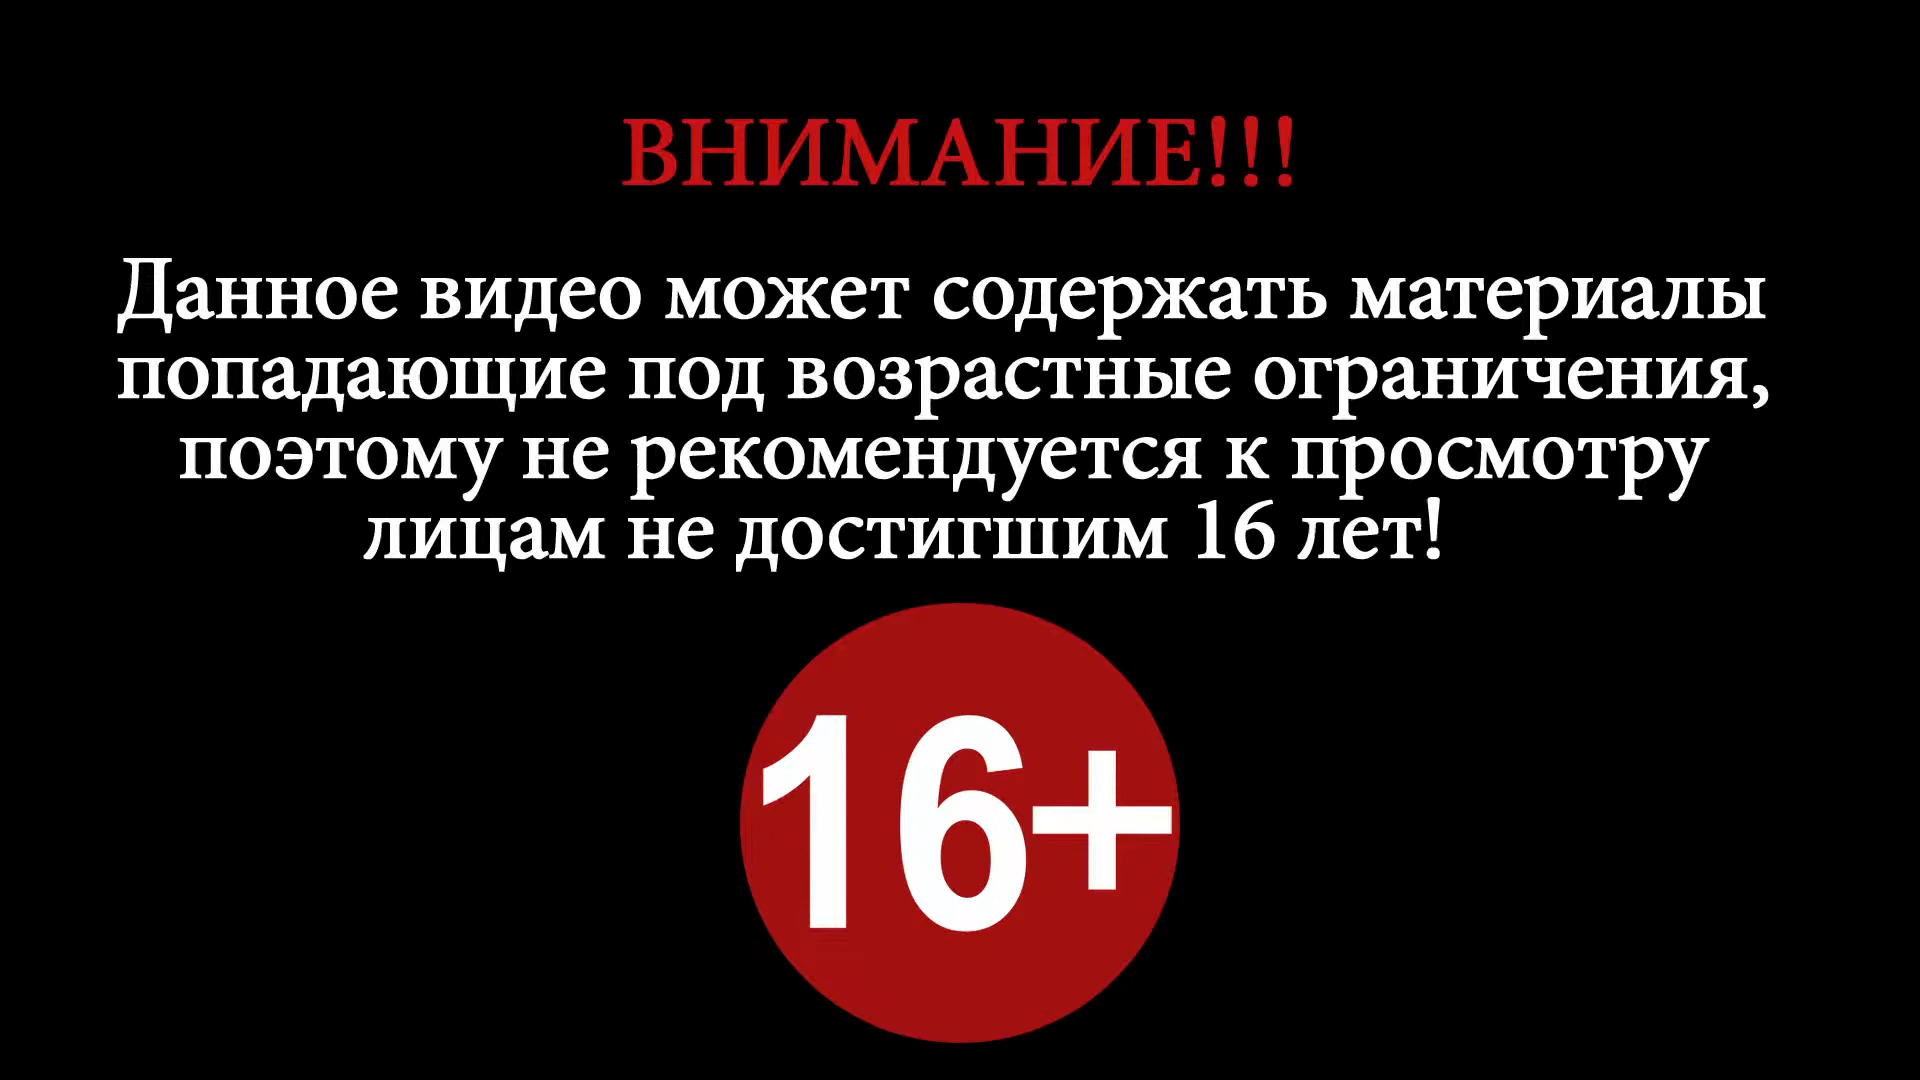 ВНИМАНИЕ!!!
Данное видео может содержать материалы
попадающие под возрастные ограничения,
поэтому не рекомендуется к просмотру
лицам не достигшим 16 лет!
16+